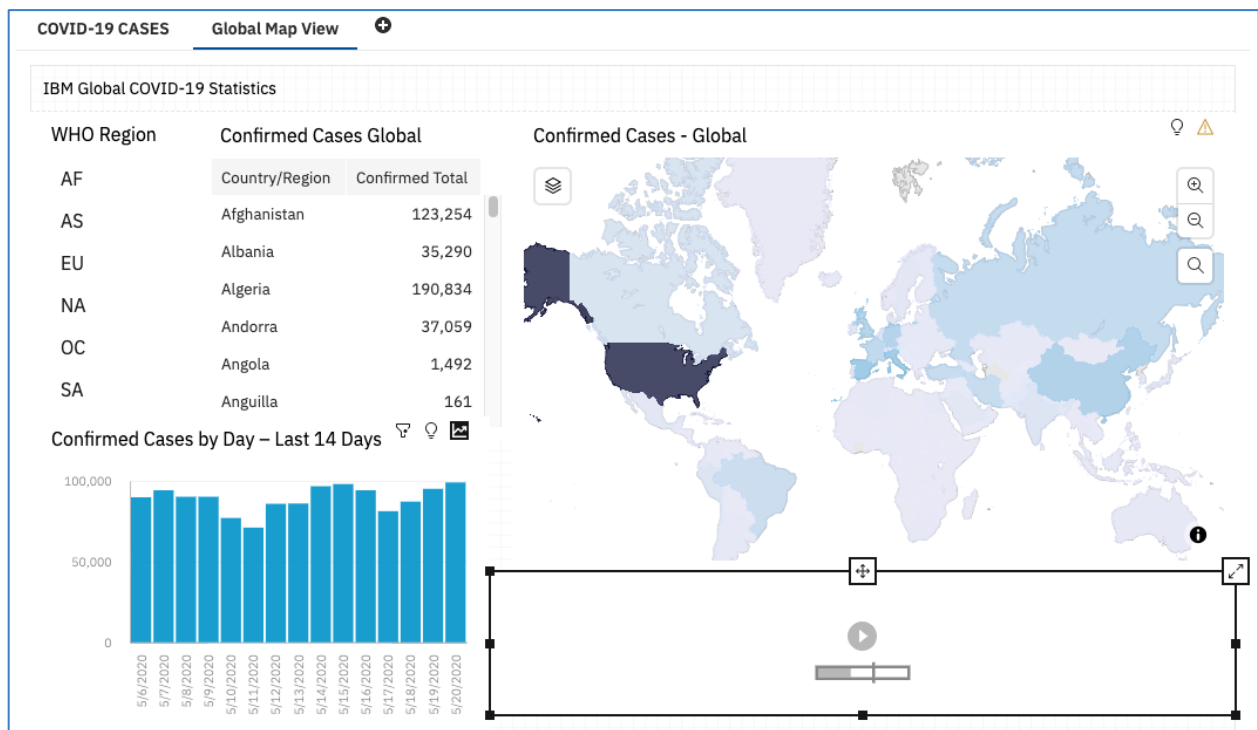 COVID-19 CASES Global Map View
IBM Global COVID-19 Statistics
WHO Region
AF
AS
EU
NA
OC
SA
Confirmed Cases Global
Country/Region Confirmed Total
Afghanistan 123,254
Albania 35,290
Algeria 190,834
Andorra 37,059
Angola 1,492
Anguilla 161
Confirmed Cases - Global
Confirmed Cases by Day – Last 14 Days
100,000
50,000
0
5/6/2020
5/7/2020
5/8/2020
5/9/2020
5/10/2020
5/11/2020
5/12/2020
5/13/2020
5/14/2020
5/15/2020
5/16/2020
5/17/2020
5/18/2020
5/19/2020
5/20/2020